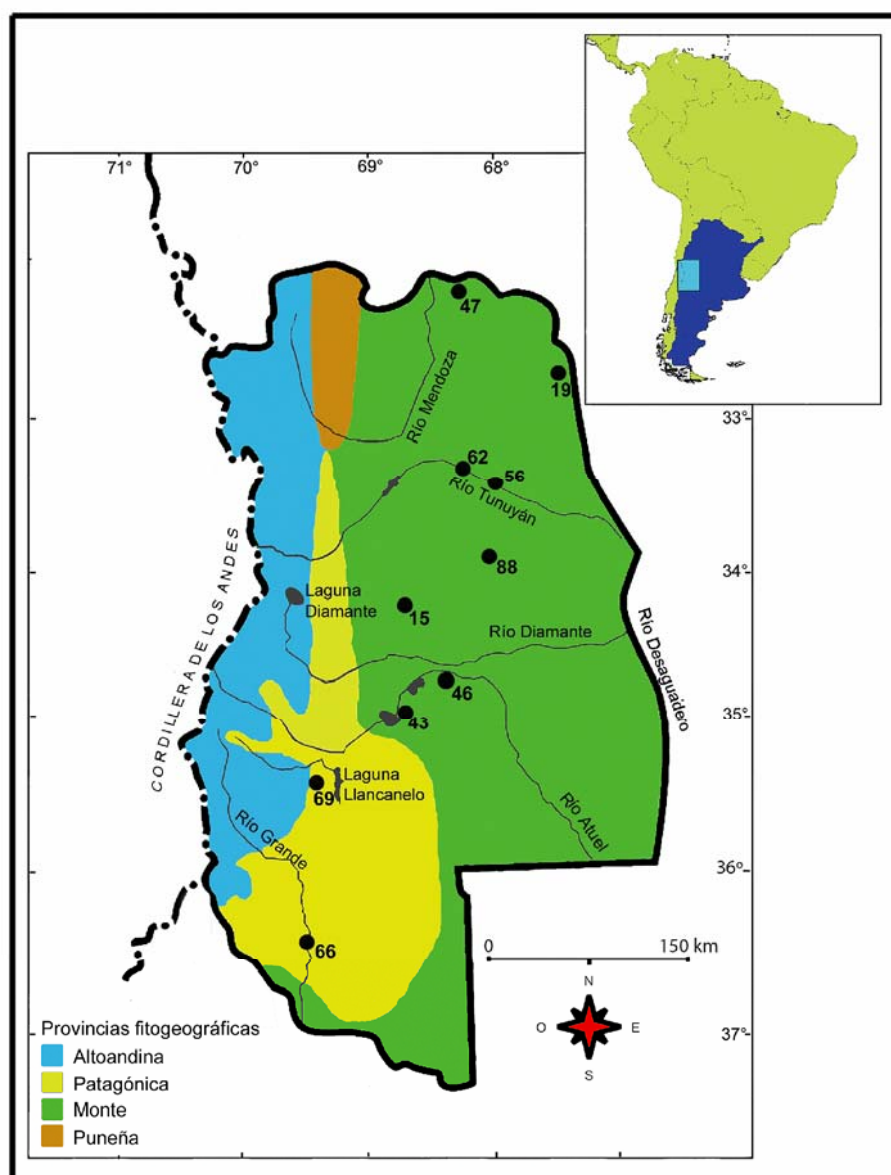 71°
70°
69°
68°
47
Río Mendoza
19
33°
62
56
Río Tunuyán
88
34°
CORDILLERA DE LOS ANDES
Laguna
Diamante
15
Río Diamante
Río Desaguadero
46
43
35°
Laguna
Llancanelo
69
Río Grande
Río Atuel
36°
66
0
150 km
N
O
E
S
37°
Provincias fitogeográficas
Altoandina
Patagónica
Monte
Puneña